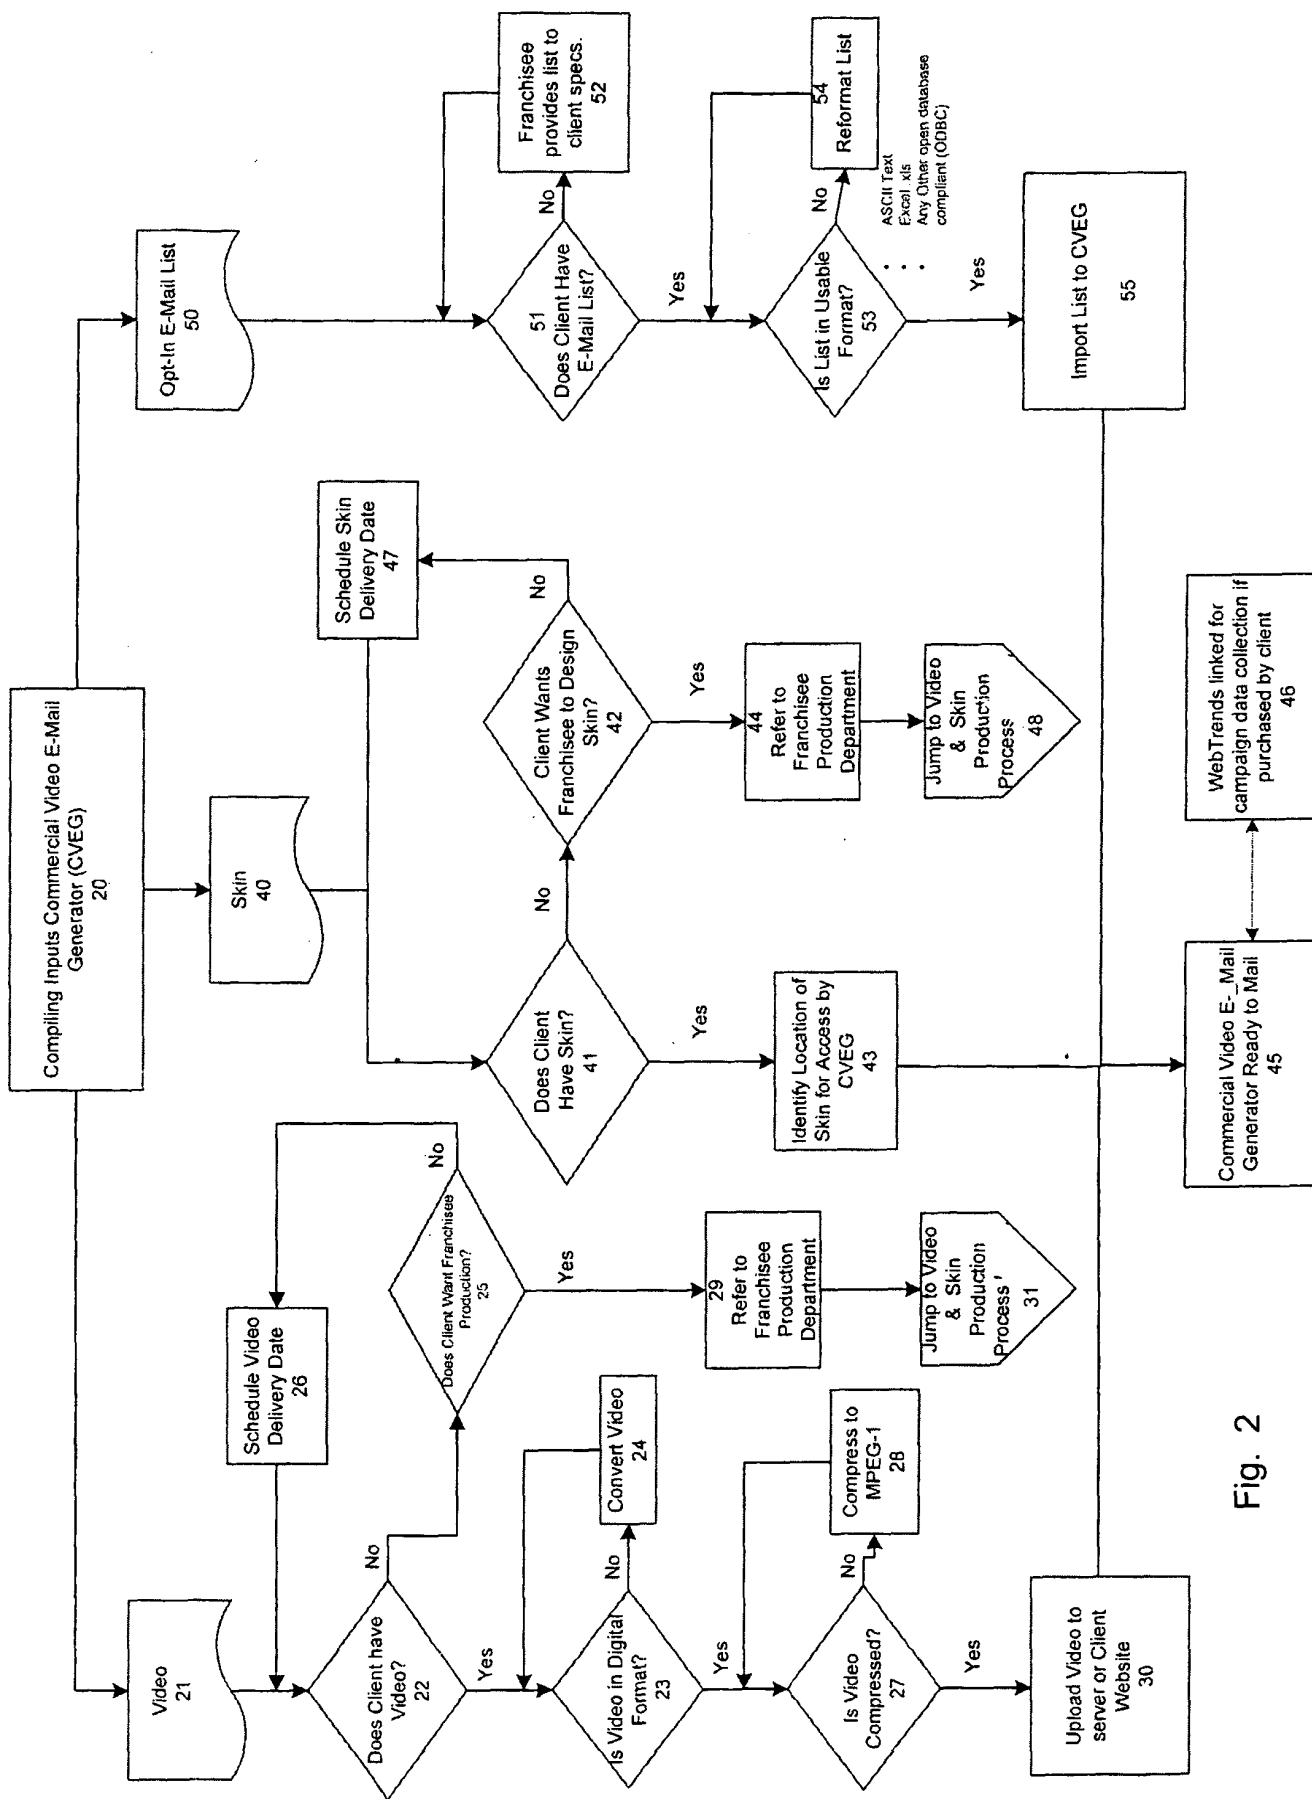 Compiling Inputs Commercial Video E-Mail
Generator (CVEG)
20
Video
21
Schedule Video
Delivery Date
26
Does Client have
Video?
22
No
Yes
Does Client Want Franchisee
Production?
25
No
Yes
Is Video in Digital
Format?
23
No
Yes
Convert Video
24
29
Refer to
Franchisee
Production
Department
Is Video
Compressed?
27
No
Yes
Compress to
MPEG-1
28
Jump to Video
& Skin
Production
Process'
31
Upload Video to
server or Client
Website
30
Skin
40
Schedule Skin
Delivery Date
47
Does Client
Have Skin?
41
No
Yes
Client Wants
Franchisee to Design
Skin?
42
No
Yes
Identify Location of
Skin for Access by
CVEG
43
44
Refer to
Franchisee
Production
Department
Jump to Video
& Skin
Production
Process
48
Opt-In E-Mail List
50
Franchisee
provides list to
client specs.
52
51
Does Client Have
E-Mail List?
No
Yes
54
Reformat List
Is List in Usable
Format?
53
No
Yes
ASCII Text
Excel .xls
Any Other open database
compliant (ODBC)
. . .
Import List to CVEG
55
Commercial Video E-_Mail
Generator Ready to Mail
45
WebTrends linked for
campaign data collection if
purchased by client
46
Fig. 2